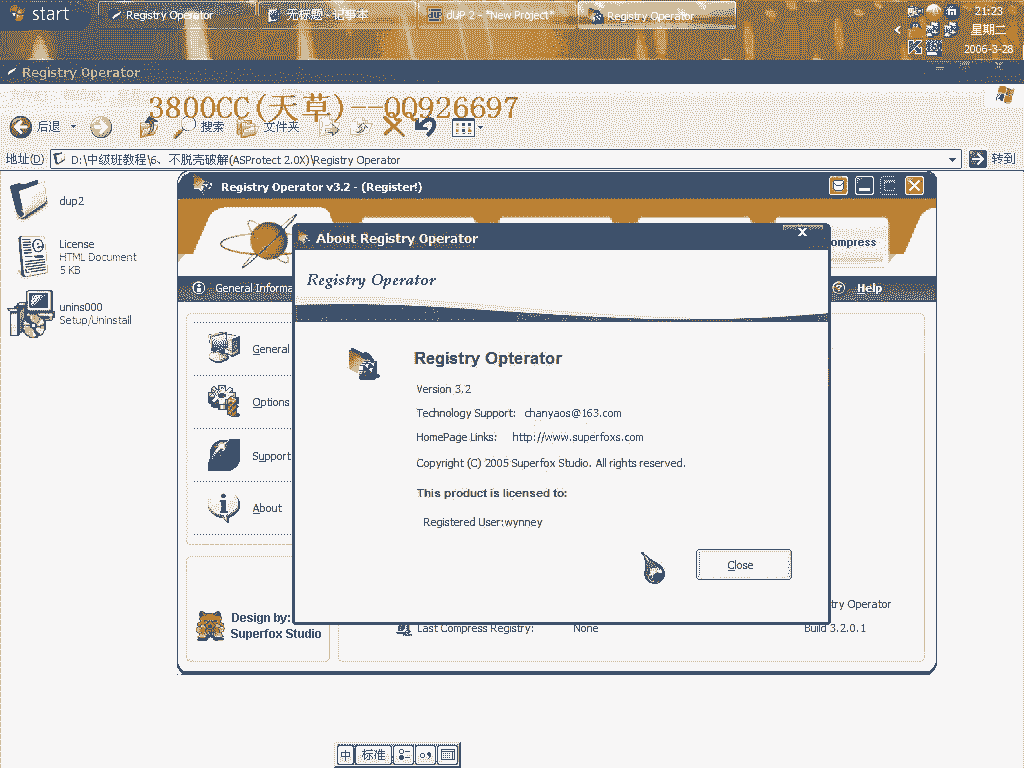 start
Registry Operator
无标题 - 记事本
dUP 2 - "New Project"
Registry Operator
21:23
星期二
2006-3-28
Registry Operator
3800CC(天草)--QQ926697
后退
搜索
文件夹
地址(D)
D:\中级班教程\6、不脱壳破解(ASProtect 2.0X)\Registry Operator
转到
dup2
License
HTML Document
5 KB
unins000
Setup/Uninstall
Registry Operator v3.2 - (Register!)
ompress
General Informa
Help
General
Options
Support
About
Design by:
Superfox Studio
About Registry Operator
X
Registry Operator
Registry Opterator
Version 3.2
Technology Support: chanyaos@163.com
HomePage Links: http://www.superfoxs.com
Copyright (C) 2005 Superfox Studio. All rights reserved.
This product is licensed to:
Registered User:wynney
Close
try Operator
Last Compress Registry: None
Build 3.2.0.1
中 标准